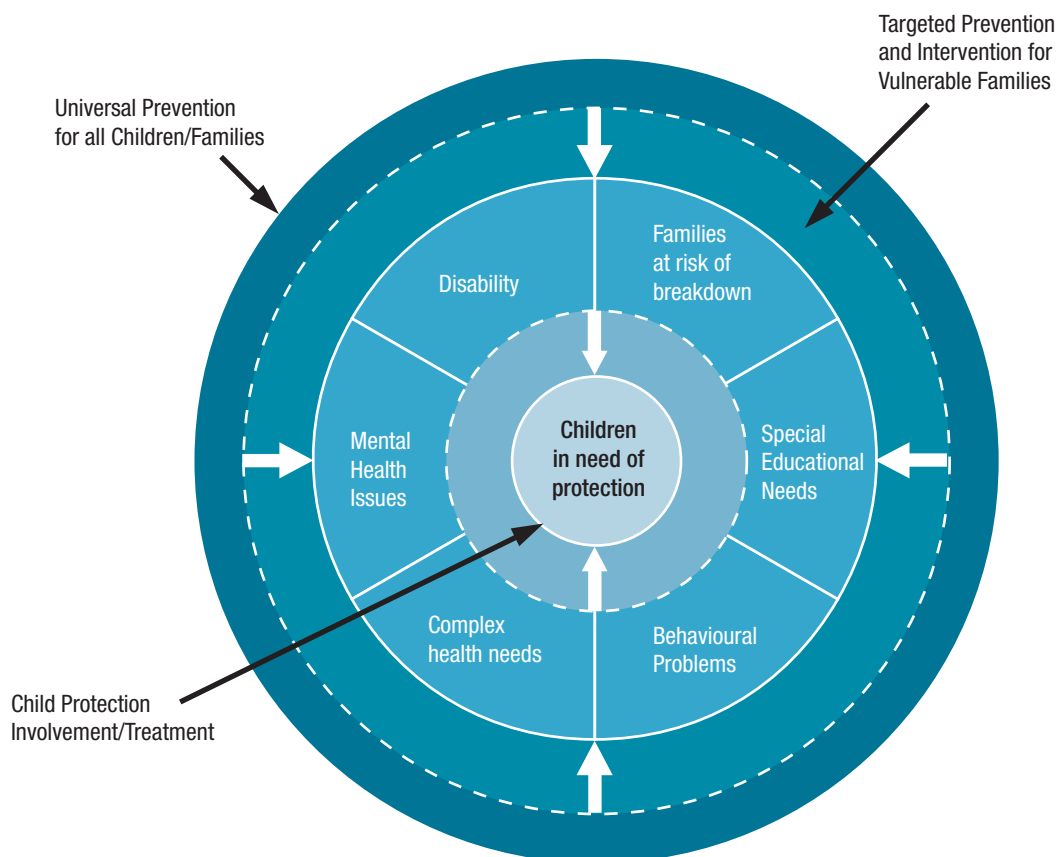 Targeted Prevention
and Intervention for
Vulnerable Families
Universal Prevention
for all Children/Families
Families
at risk of
breakdown
Disability
Children
in need of
protection
Mental
Health
Issues
Special
Educational
Needs
Complex
health needs
Behavioural
Problems
Child Protection
Involvement/Treatment